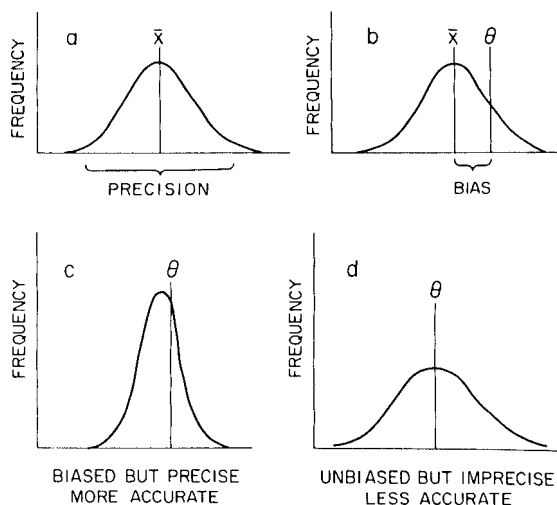 a
x̄
FREQUENCY
PRECISION
b
x̄ θ
FREQUENCY
BIAS
c
θ
FREQUENCY
BIASED BUT PRECISE
MORE ACCURATE
d
θ
FREQUENCY
UNBIASED BUT IMPRECISE
LESS ACCURATE